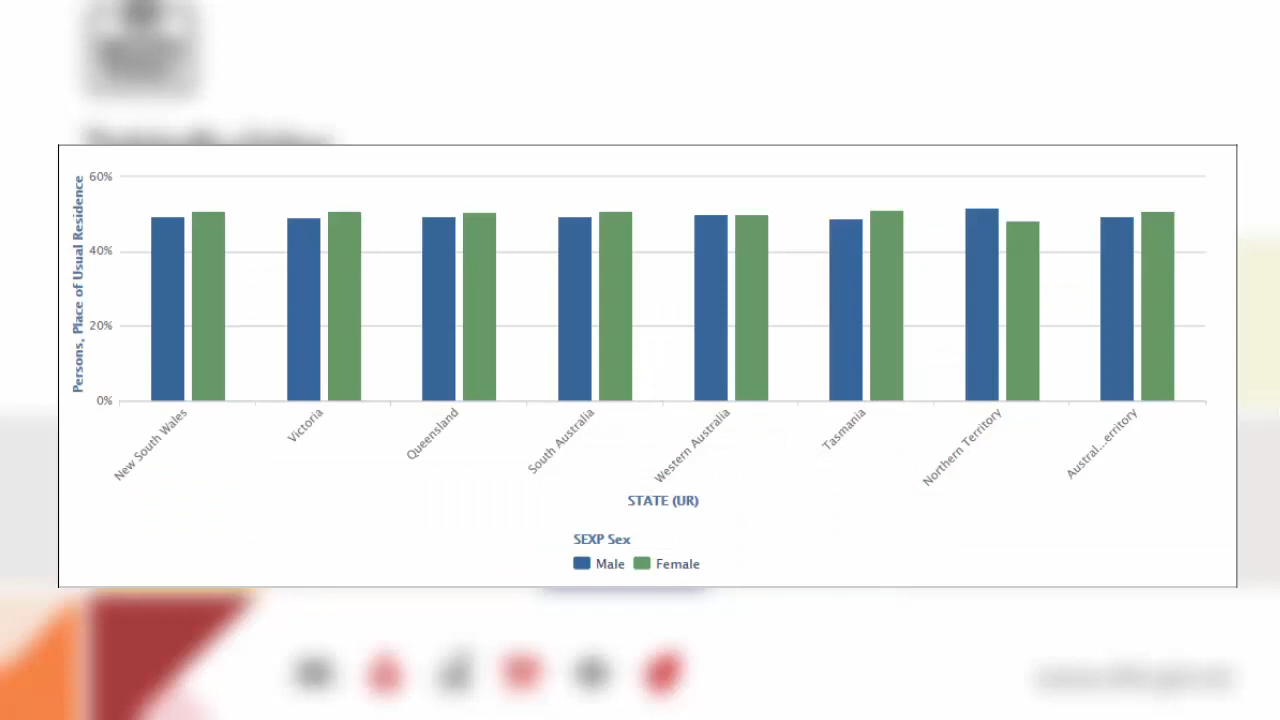 Persons, Place of Usual Residence
60%
40%
20%
0%
New South Wales
Victoria
Queensland
South Australia
Western Australia
Tasmania
Northern Territory
Austral...erritory
STATE (UR)
SEXP Sex
Male Female